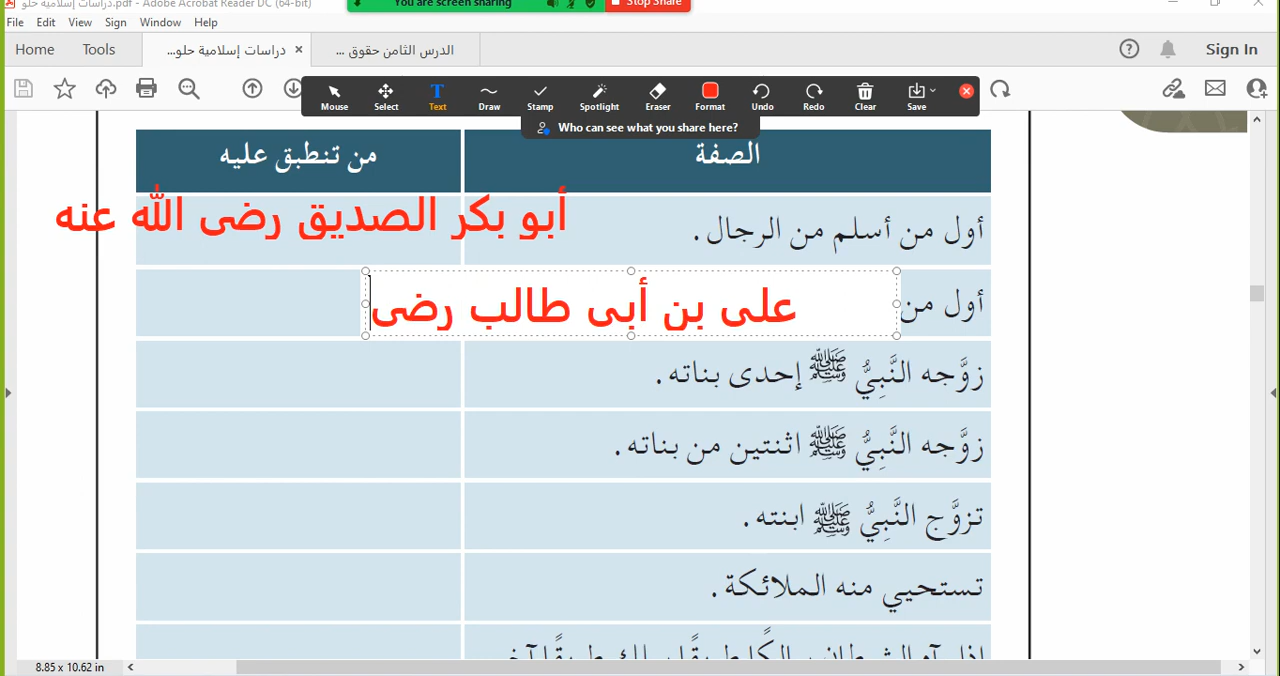 دراسات إسلامية حلو.pdf - Adobe Acrobat Reader DC (64-bit)
You are screen sharing
Stop Share
File Edit View Sign Window Help
Home Tools
دراسات إسلامية حلو... ×
الدرس الثامن حقوق ...
Sign In
Mouse Select Text Draw Stamp Spotlight Eraser Format Undo Redo Clear Save
Who can see what you share here?
الصفة من تنطبق عليه
أول من أسلم من الرجال .
أبو بكر الصديق رضى الله عنه
أول من
على بن أبى طالب رضى
زوَّجه النَّبِيُّ ﷺ إحدى بناته .
زوَّجه النَّبِيُّ ﷺ اثنتين من بناته .
تزوَّج النَّبِيُّ ﷺ ابنته .
تستحيي منه الملائكة .
8.85 x 10.62 in